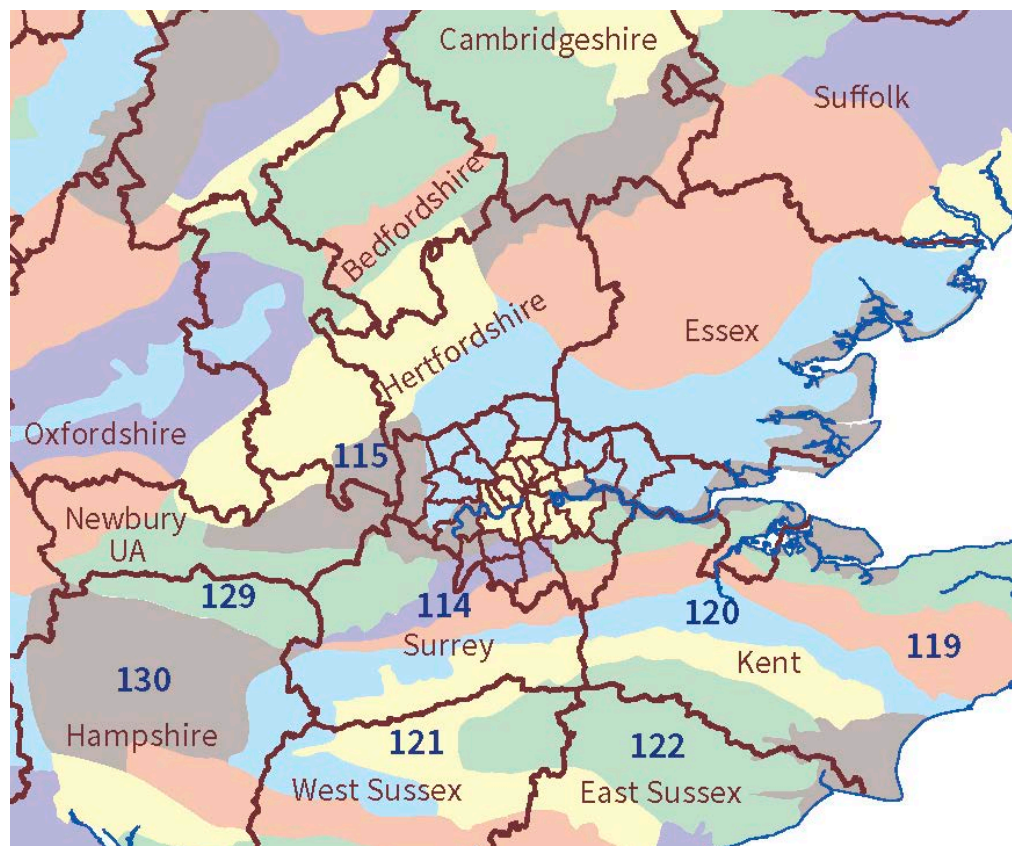 Cambridgeshire
Suffolk
Bedfordshire
Essex
Hertfordshire
Oxfordshire
115
Newbury
UA
129
114
120
Surrey
119
Kent
130
Hampshire
121
122
West Sussex
East Sussex